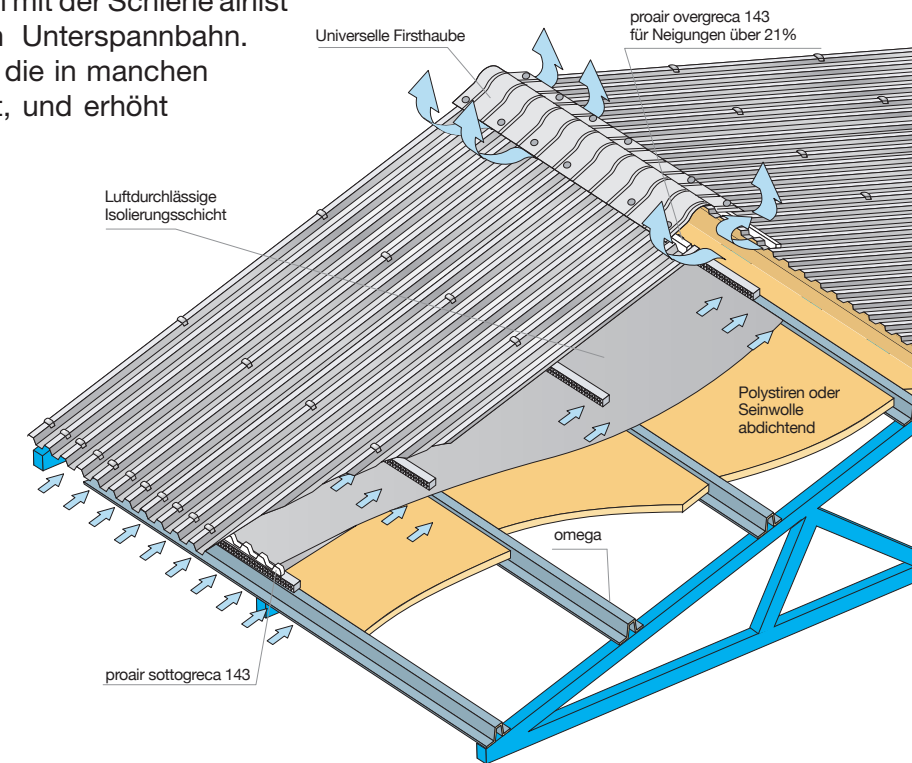 mit der Schiene airlist
Unterspannbahn.
die in manchen
und erhöht
Universelle Firsthaube
proair overgreca 143
für Neigungen über 21%
Luftdurchlässige
Isolierungsschicht
Polystiren oder
Seinwolle
abdichtend
omega
proair sottogreca 143